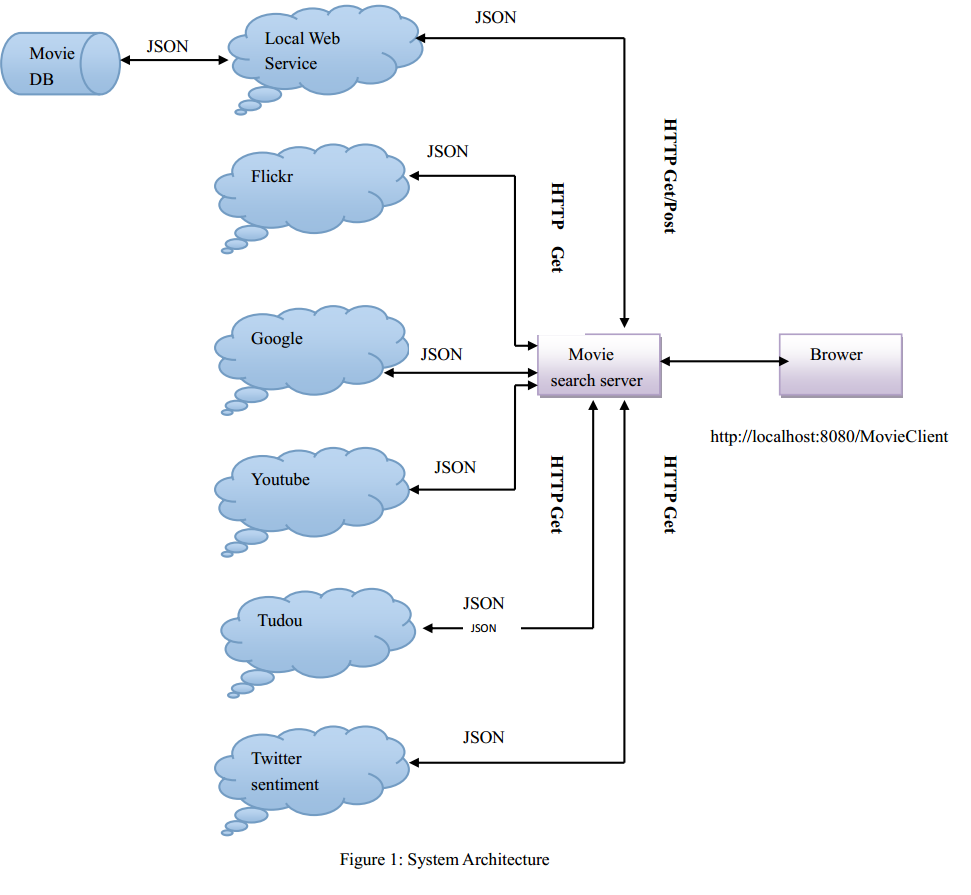 JSON
Movie
DB
JSON
Local Web
Service
HTTP Get/Post
JSON
Flickr
HTTP Get
Google
JSON
Movie
search server
Brower
http://localhost:8080/MovieClient
Youtube
JSON
HTTP Get
HTTP Get
Tudou
JSON
JSON
Twitter
sentiment
JSON
Figure 1: System Architecture